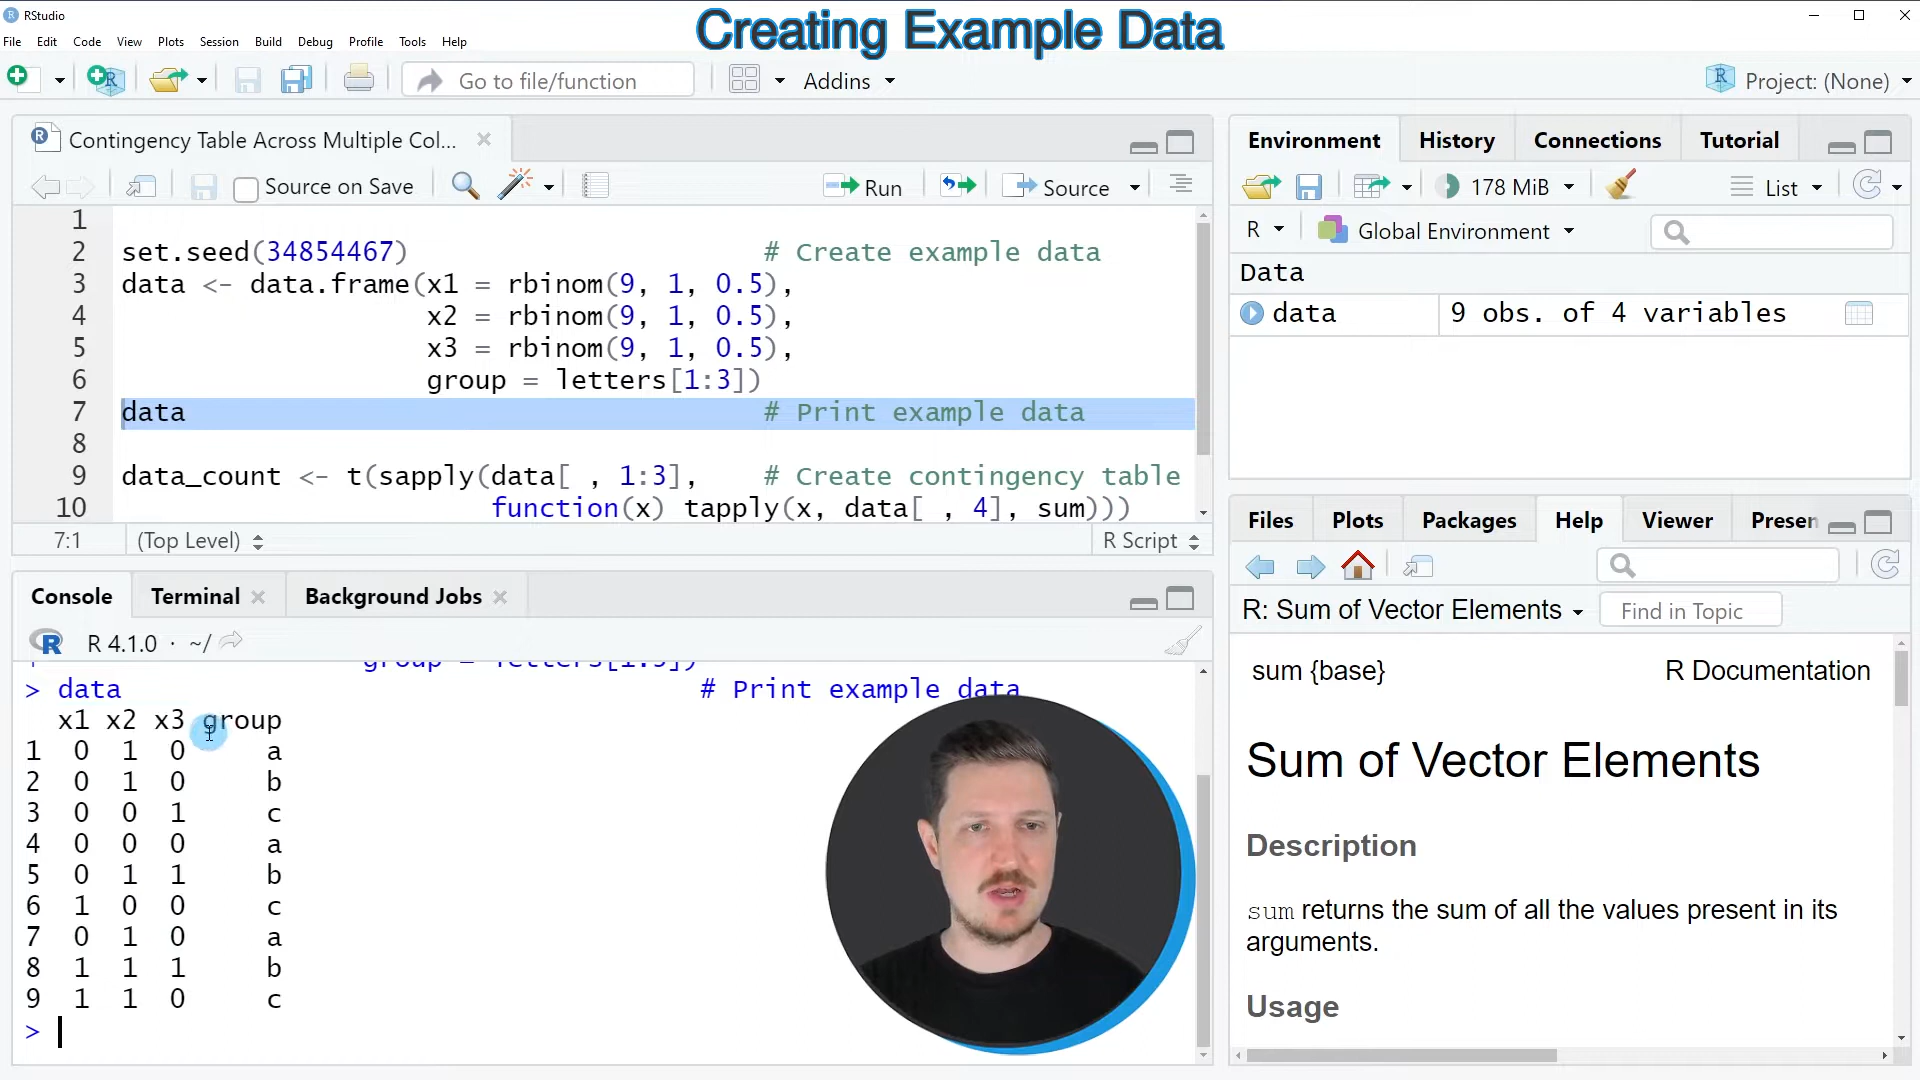 RStudio
Creating Example Data
File Edit Code View Plots Session Build Debug Profile Tools Help
Go to file/function
Addins
Project: (None)
Contingency Table Across Multiple Col...
Source on Save
Run
Source
1
2 set.seed(34854467) # Create example data
3 data <- data.frame(x1 = rbinom(9, 1, 0.5),
4 x2 = rbinom(9, 1, 0.5),
5 x3 = rbinom(9, 1, 0.5),
6 group = letters[1:3])
7 data # Print example data
8
9 data_count <- t(sapply(data[ , 1:3], # Create contingency table
10 function(x) tapply(x, data[ , 4], sum)))
7:1 (Top Level) R Script
Console Terminal Background Jobs
R 4.1.0 · ~/
+ group = letters[1:3])
> data # Print example data
x1 x2 x3 group
1 0 1 0 a
2 0 1 0 b
3 0 0 1 c
4 0 0 0 a
5 0 1 1 b
6 1 0 0 c
7 0 1 0 a
8 1 1 1 b
9 1 1 0 c
>
Environment History Connections Tutorial
178 MiB
List
R Global Environment
Data
data 9 obs. of 4 variables
Files Plots Packages Help Viewer Presen
R: Sum of Vector Elements Find in Topic
sum {base} R Documentation
Sum of Vector Elements
Description
sum returns the sum of all the values present in its
arguments.
Usage